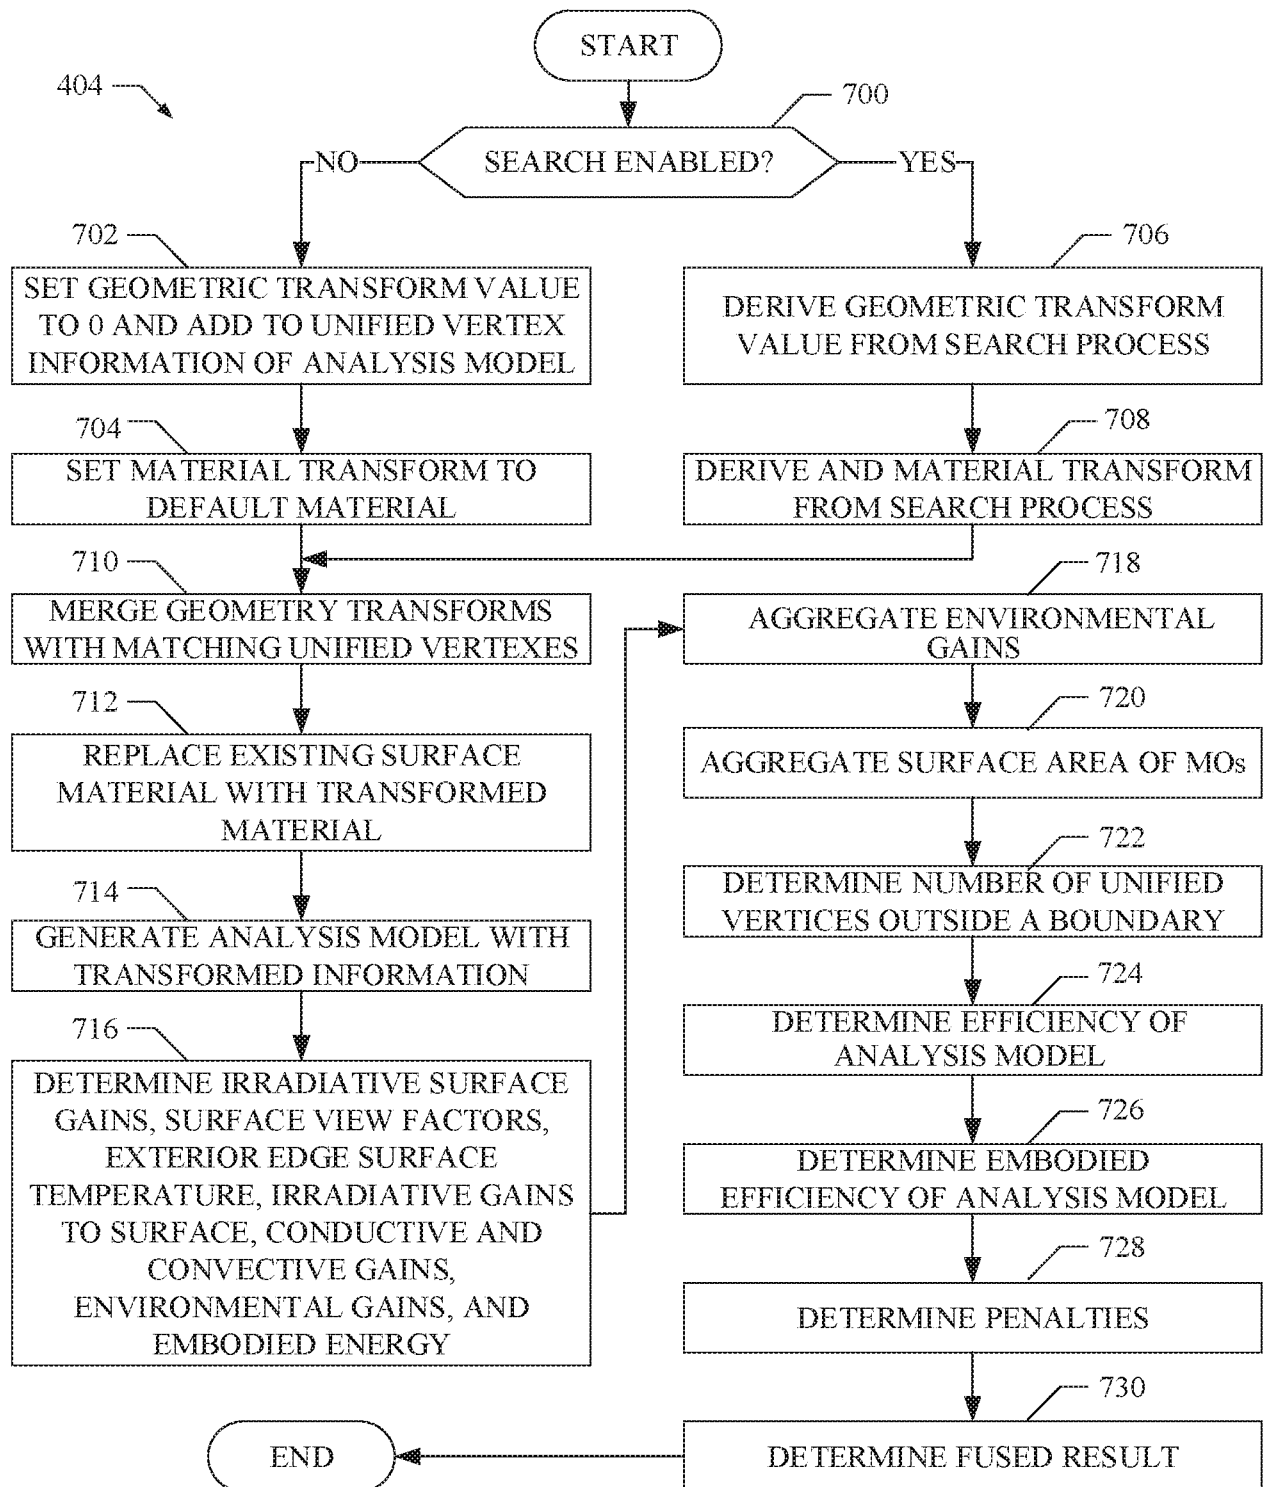 START
404
700
SEARCH ENABLED?
NO
YES
702
SET GEOMETRIC TRANSFORM VALUE
TO 0 AND ADD TO UNIFIED VERTEX
INFORMATION OF ANALYSIS MODEL
706
DERIVE GEOMETRIC TRANSFORM
VALUE FROM SEARCH PROCESS
704
SET MATERIAL TRANSFORM TO
DEFAULT MATERIAL
708
DERIVE AND MATERIAL TRANSFORM
FROM SEARCH PROCESS
710
MERGE GEOMETRY TRANSFORMS
WITH MATCHING UNIFIED VERTEXES
712
REPLACE EXISTING SURFACE
MATERIAL WITH TRANSFORMED
MATERIAL
714
GENERATE ANALYSIS MODEL WITH
TRANSFORMED INFORMATION
716
DETERMINE IRRADIATIVE SURFACE
GAINS, SURFACE VIEW FACTORS,
EXTERIOR EDGE SURFACE
TEMPERATURE, IRRADIATIVE GAINS
TO SURFACE, CONDUCTIVE AND
CONVECTIVE GAINS,
ENVIRONMENTAL GAINS, AND
EMBODIED ENERGY
718
AGGREGATE ENVIRONMENTAL
GAINS
720
AGGREGATE SURFACE AREA OF MOs
722
DETERMINE NUMBER OF UNIFIED
VERTICES OUTSIDE A BOUNDARY
724
DETERMINE EFFICIENCY OF
ANALYSIS MODEL
726
DETERMINE EMBODIED
EFFICIENCY OF ANALYSIS MODEL
728
DETERMINE PENALTIES
730
DETERMINE FUSED RESULT
END